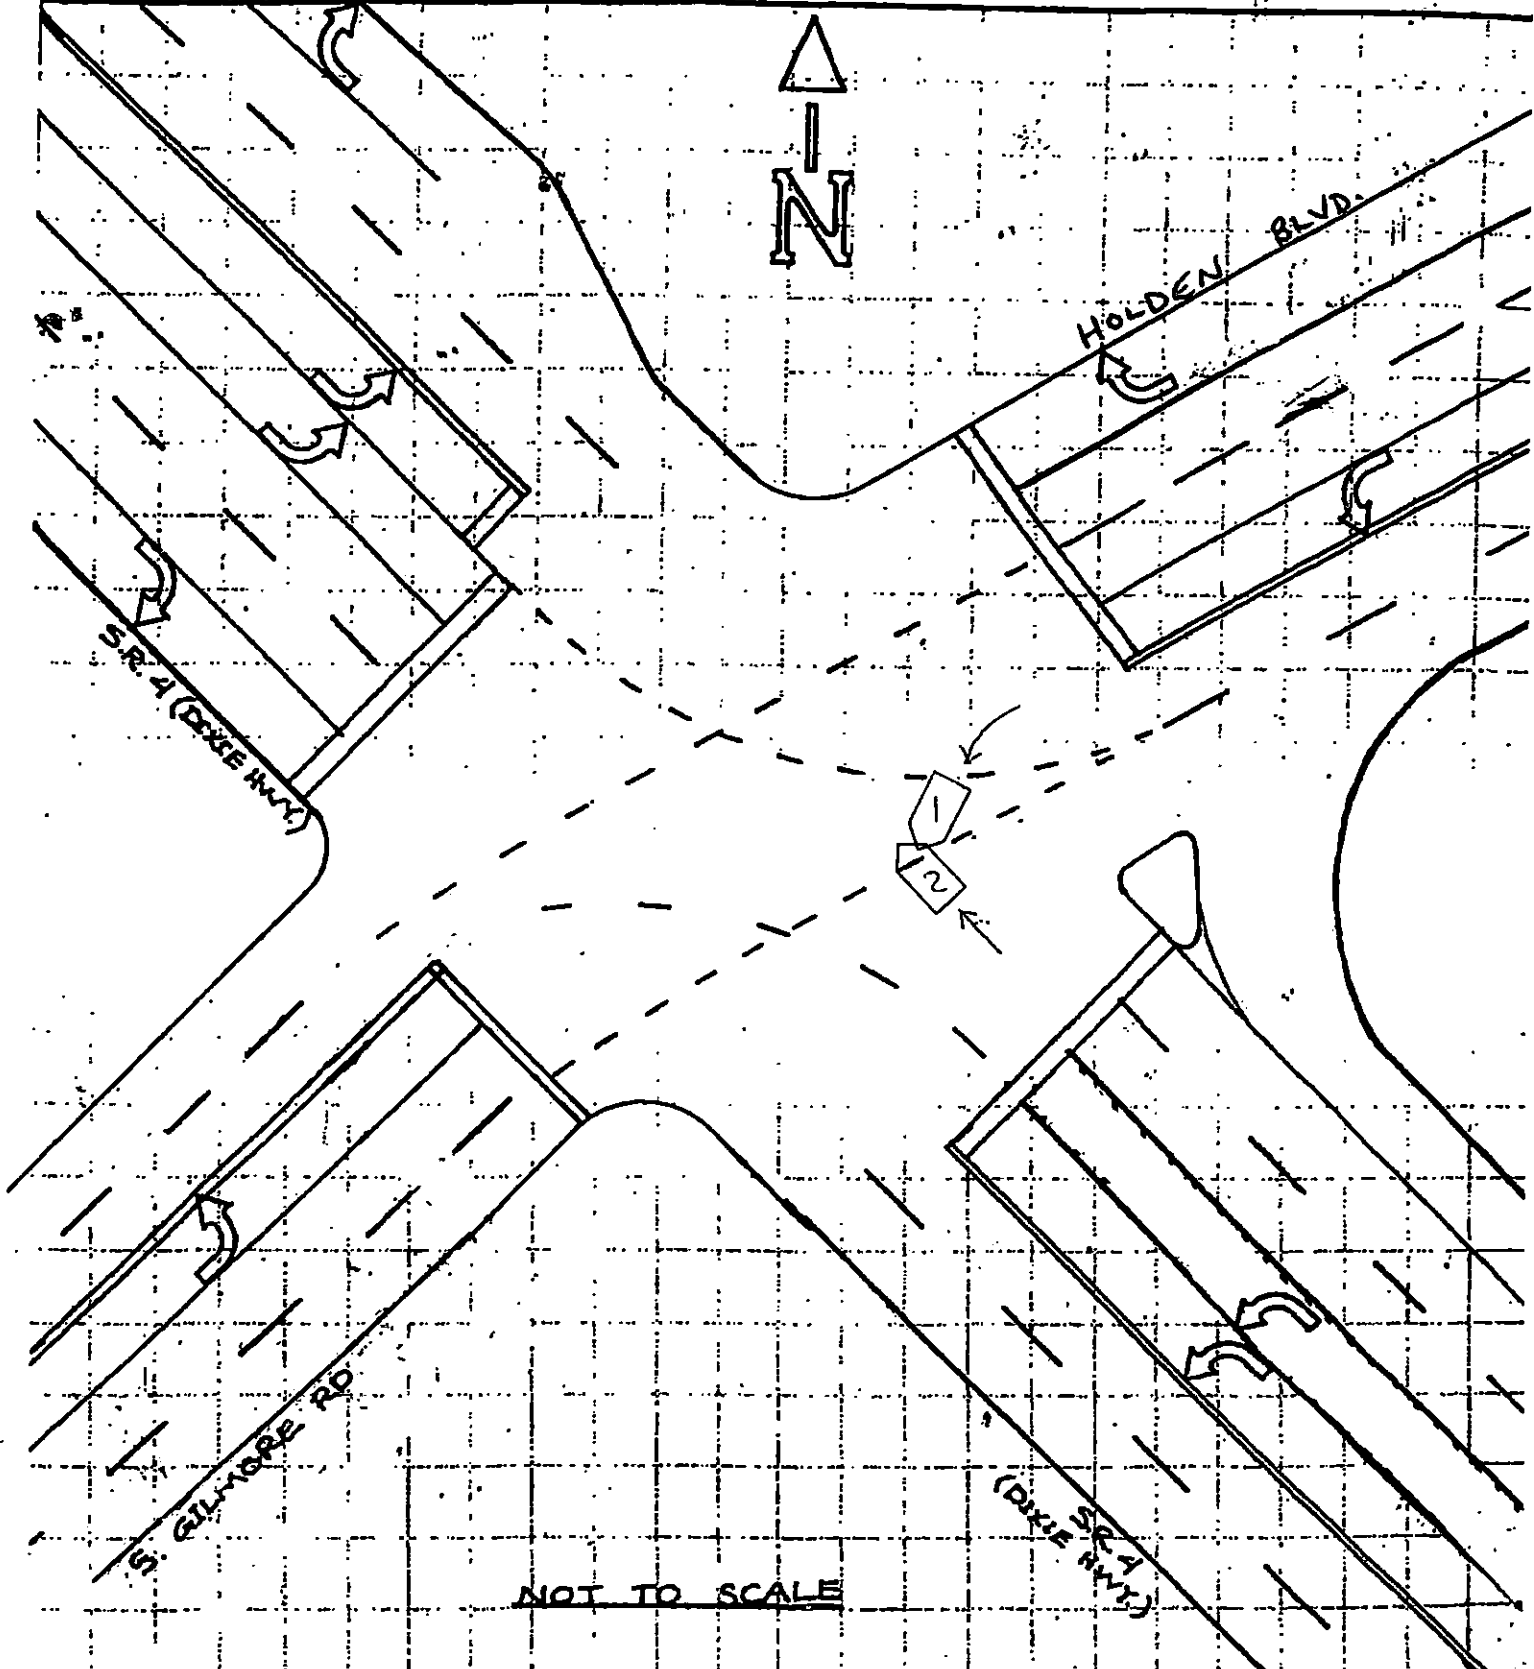 N
HOLDEN BLVD.
S.R. 4 (DIXIE HWY.)
1
2
S. GILMORE RD
S.R. 4
(DIXIE HWY.)
NOT TO SCALE